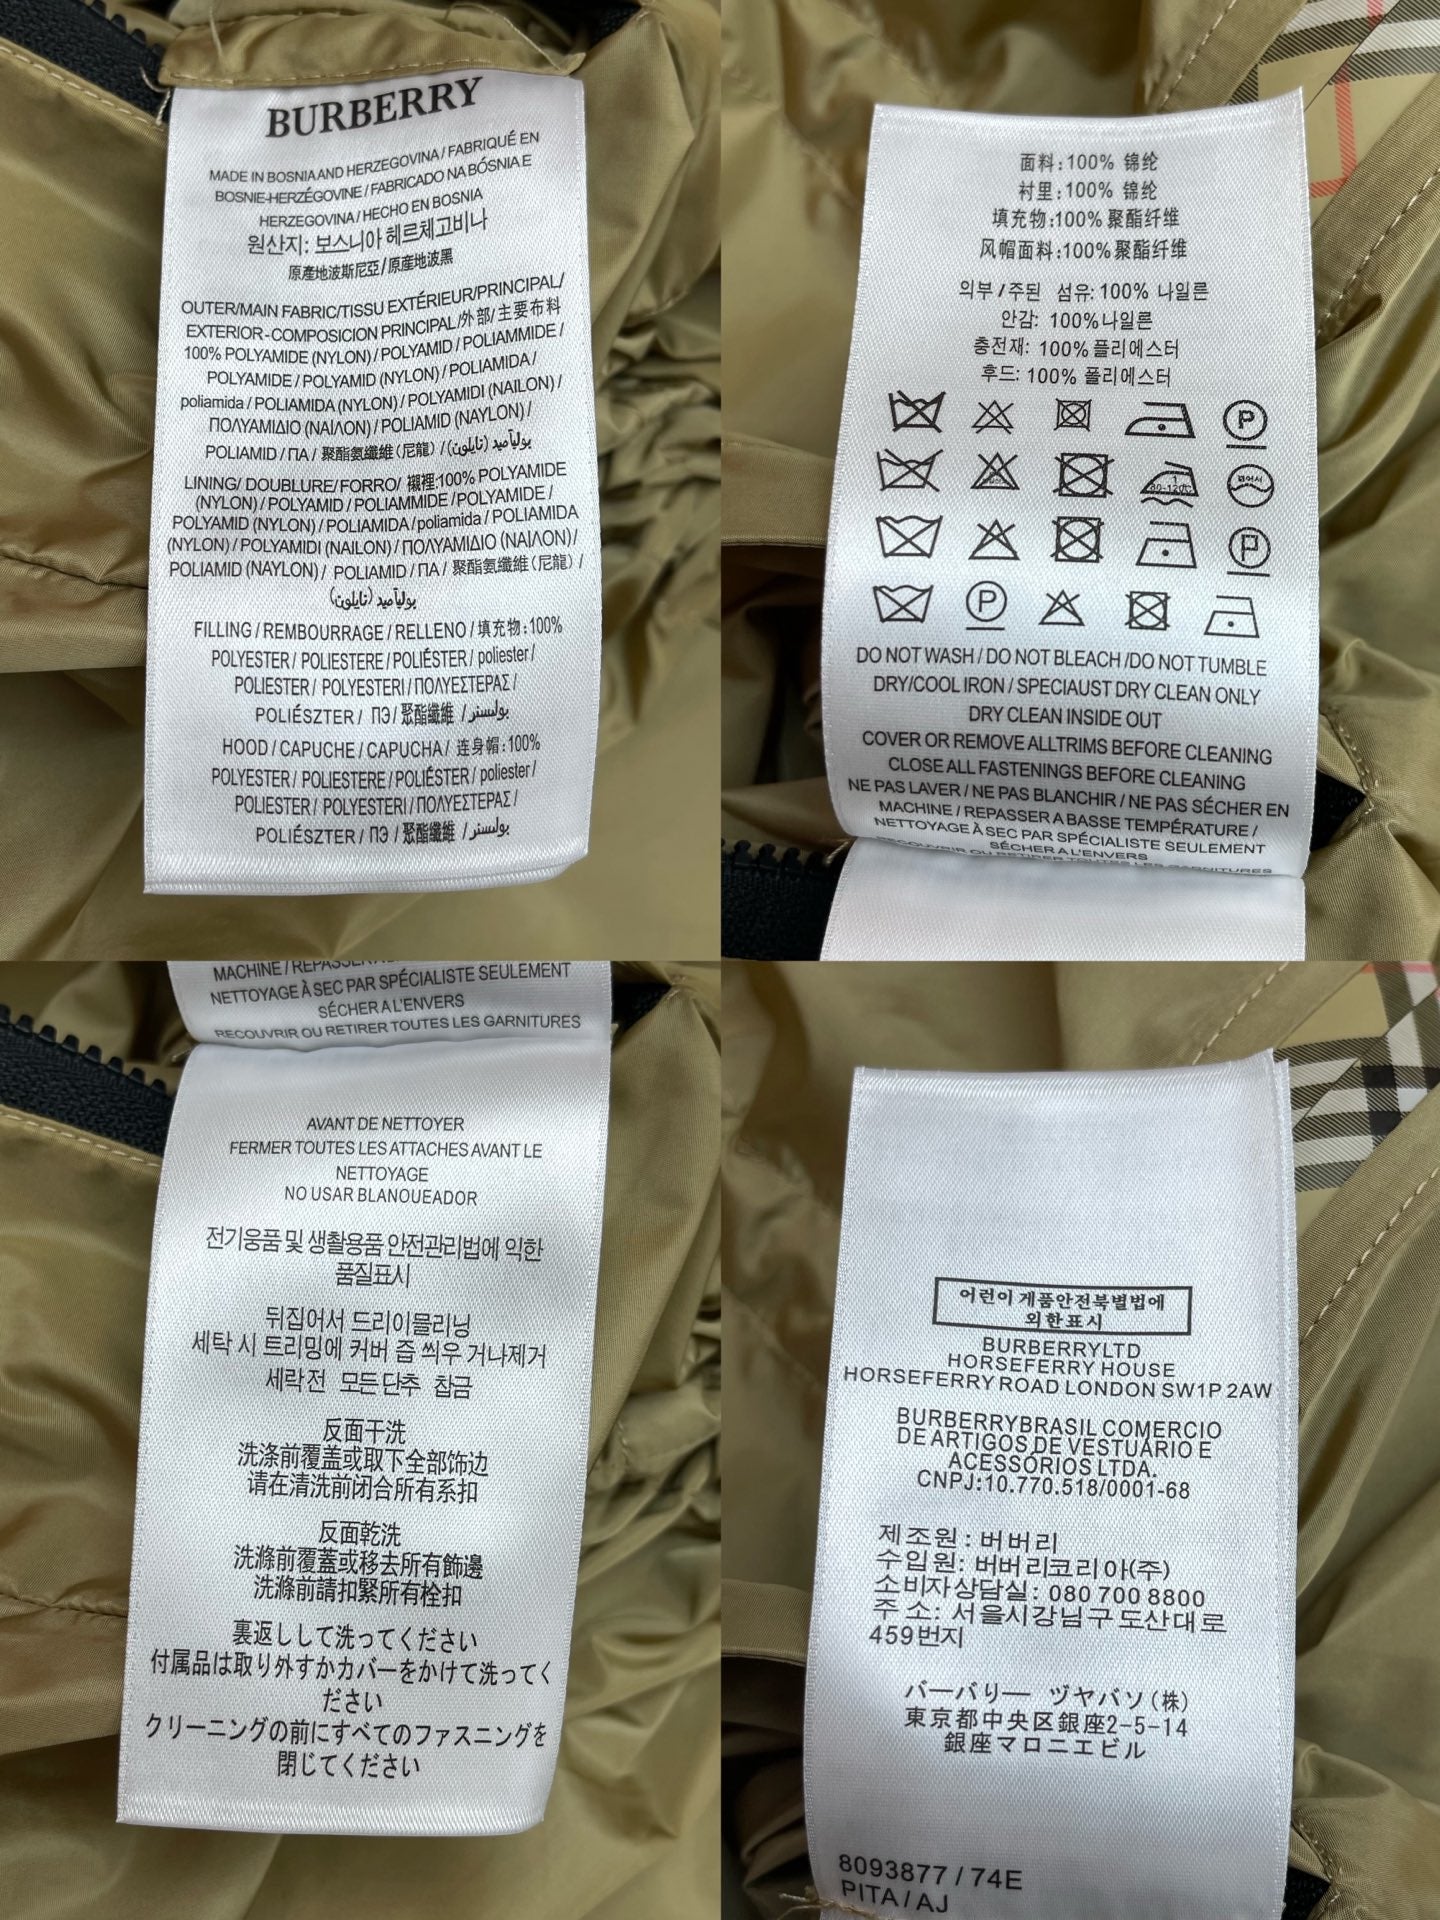 BURBERRY
MADE IN BOSNIA AND HERZEGOVINA / FABRIQUÉ EN
BOSNIE-HERZÉGOVINE / FABRICADO NA BÓSNIA E
HERZEGOVINA / HECHO EN BOSNIA
원산지: 보스니아 헤르체고비나
原產地波斯尼亞/原產地波黑
OUTER/MAIN FABRIC/TISSU EXTÉRIEUR/PRINCIPAL/
EXTERIOR-COMPOSICION PRINCIPAL/外部/主要布料
100% POLYAMIDE (NYLON) / POLYAMID / POLIAMMIDE /
POLYAMIDE / POLYAMID (NYLON) / POLIAMIDA /
poliamida / POLIAMIDA (NYLON) / POLYAMIDI (NAILON) /
ΠΟΛΥΑΜΙΔΙΟ (ΝΑΙΛΟΝ) / POLIAMID (NAYLON) /
POLIAMID / ПА / 聚酯氨纖維 (尼龍) / بولیآمید (نایلون)
LINING/ DOUBLURE/ FORRO/ 襯裡:100% POLYAMIDE
(NYLON) / POLYAMID / POLIAMMIDE / POLYAMIDE /
POLYAMID (NYLON) / POLIAMIDA / poliamida / POLIAMIDA
(NYLON) / POLYAMIDI (NAILON) / ΠΟΛΥΑΜΙΔΙΟ (ΝΑΙΛΟΝ) /
POLIAMID (NAYLON) / POLIAMID / ПА / 聚酯氨纖維 (尼龍) /
بولیآمید (نایلون)
FILLING / REMBOURRAGE / RELLENO / 填充物:100%
POLYESTER / POLIESTERE / POLIÉSTER / poliester /
POLIESTER / POLYESTERI / ΠΟΛΥΕΣΤΕΡΑΣ /
POLIÉSZTER / ПЭ / 聚酯纖維 / بولیستر
HOOD / CAPUCHE / CAPUCHA / 连身帽:100%
POLYESTER / POLIESTERE / POLIÉSTER / poliester /
POLIESTER / POLYESTERI / ΠΟΛΥΕΣΤΕΡΑΣ /
POLIÉSZTER / ПЭ / 聚酯纖維 / بولیستر
面料:100% 锦纶
衬里:100% 锦纶
填充物:100% 聚酯纤维
风帽面料:100%聚酯纤维
외부 / 주된 섬유: 100% 나일론
안감: 100%나일론
충전재: 100%플리에스터
후드: 100% 폴리에스터
P
80-120C
P
P
DO NOT WASH / DO NOT BLEACH /DO NOT TUMBLE
DRY/COOL IRON / SPECIAUST DRY CLEAN ONLY
DRY CLEAN INSIDE OUT
COVER OR REMOVE ALLTRIMS BEFORE CLEANING
CLOSE ALL FASTENINGS BEFORE CLEANING
NE PAS LAVER / NE PAS BLANCHIR / NE PAS SÉCHER EN
MACHINE / REPASSER A BASSE TEMPÉRATURE /
NETTOYAGE À SEC PAR SPÉCIALISTE SEULEMENT
SÉCHER A L'ENVERS
RECOUVRIR OU RETIRER TOUTES LES GARNITURES
MACHINE / REPASSER A
NETTOYAGE À SEC PAR SPÉCIALISTE SEULEMENT
SÉCHER A L'ENVERS
RECOUVRIR OU RETIRER TOUTES LES GARNITURES
AVANT DE NETTOYER
FERMER TOUTES LES ATTACHES AVANT LE
NETTOYAGE
NO USAR BLANOUEADOR
전기웅품 및 생촬용품 안전관리법에 익한
품질표시
뒤집어서 드리이믈리닝
세탁 시 트리밍에 커버 즙 씌우 거나제거
세락전 모든단추 찹금
反面干洗
洗涤前覆盖或取下全部饰边
请在清洗前闭合所有系扣
反面乾洗
洗滌前覆蓋或移去所有飾邊
洗滌前請扣緊所有栓扣
裏返しして洗ってください
付属品は取り外すかカバーをかけて洗ってく
ださい
クリーニングの前にすべてのファスニングを
閉じてください
어런이 게품안전북별법에
외한표시
BURBERRYLTD
HORSEFERRY HOUSE
HORSEFERRY ROAD LONDON SW1P 2AW
BURBERRYBRASIL COMERCIO
DE ARTIGOS DE VESTUÁRIO E
ACESSÓRIOS LTDA.
CNPJ:10.770.518/0001-68
제조원 : 버버리
수입원: 버버리코리아(주)
소비자상담실: 080 700 8800
주 소: 서울시강남구 도산대로
459번지
バーバリー ヅヤバソ (株)
東京都中央区銀座2-5-14
銀座マロニエビル
8093877 / 74E
PITA / AJ